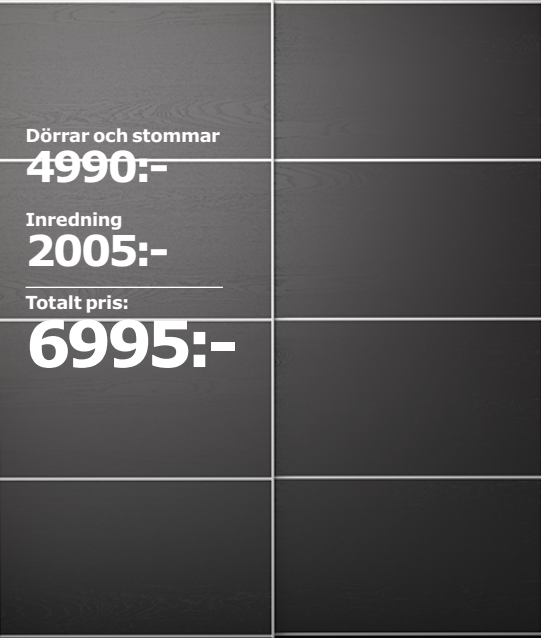 Dörrar och stommar
4990:-
Inredning
2005:-
Totalt pris:
6995:-